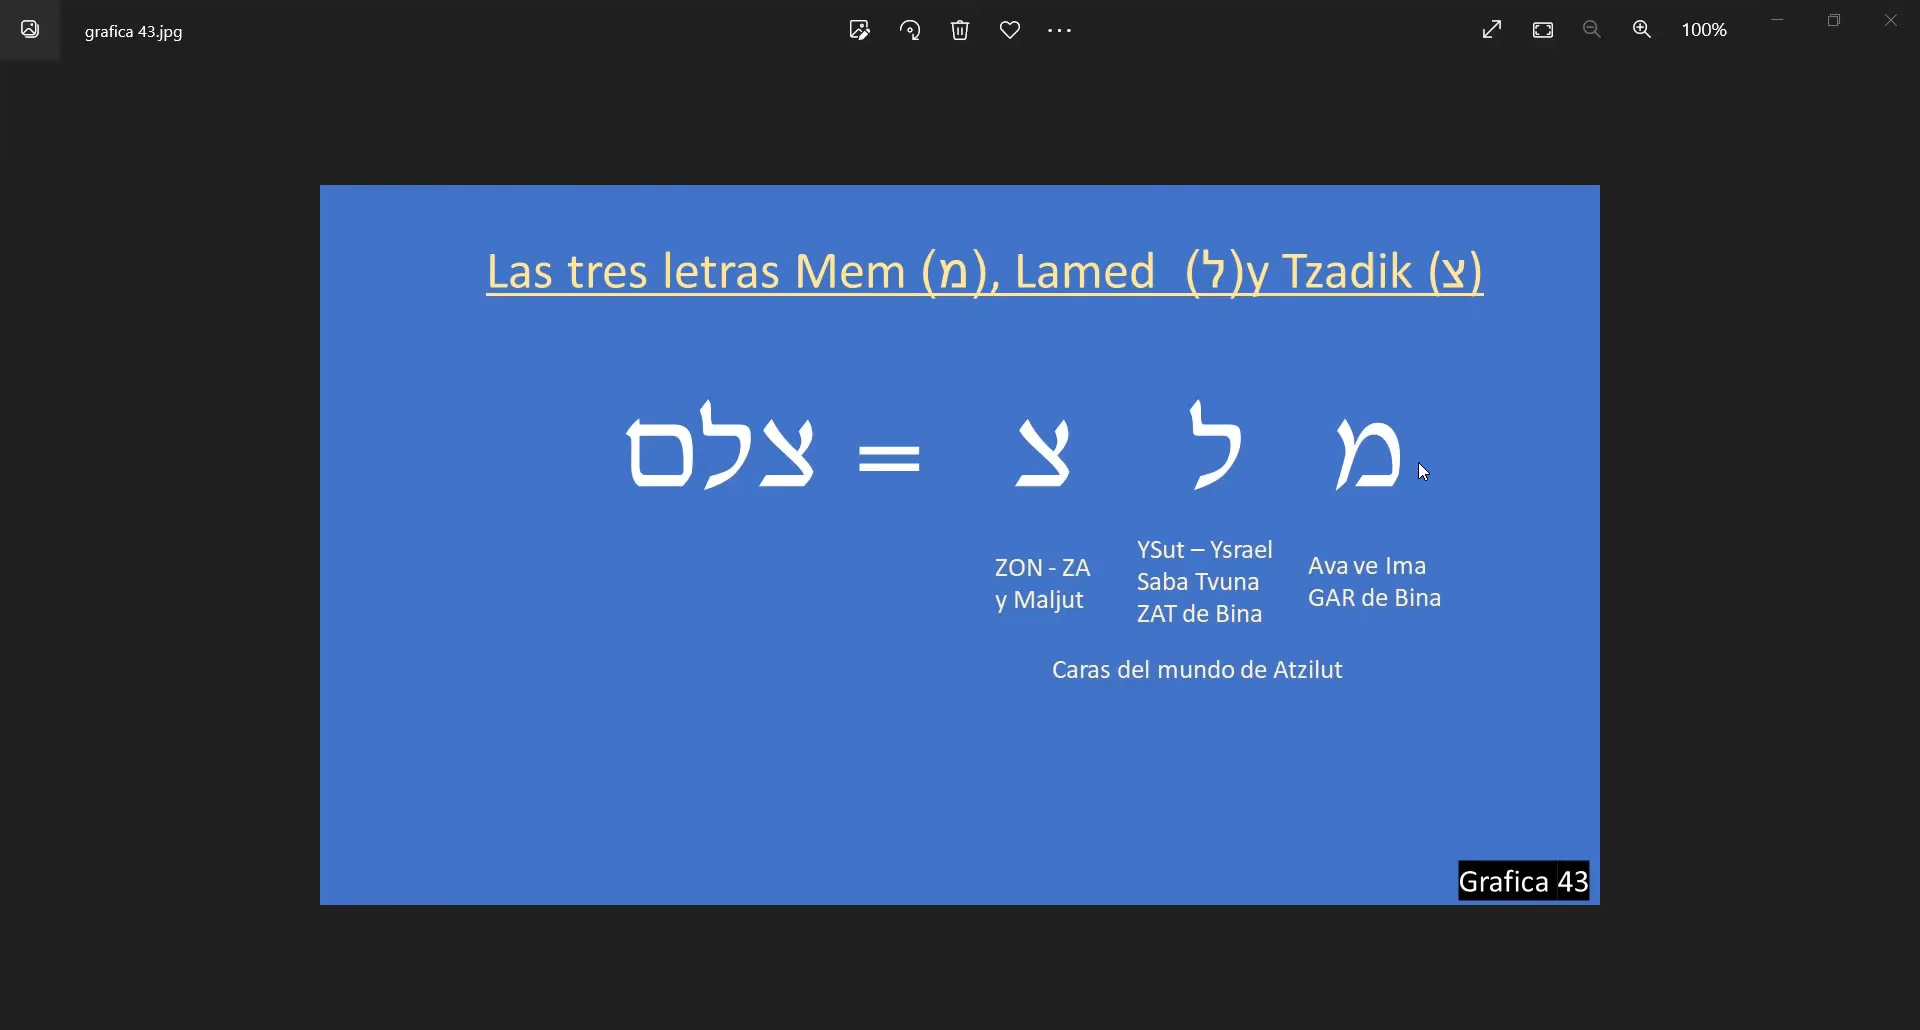 grafica 43.jpg
100%
Las tres letras Mem (מ), Lamed (ל)y Tzadik (צ)
צלם = צ ל מ
ZON - ZA
y Maljut
YSut – Ysrael
Saba Tvuna
ZAT de Bina
Ava ve Ima
GAR de Bina
Caras del mundo de Atzilut
Grafica 43